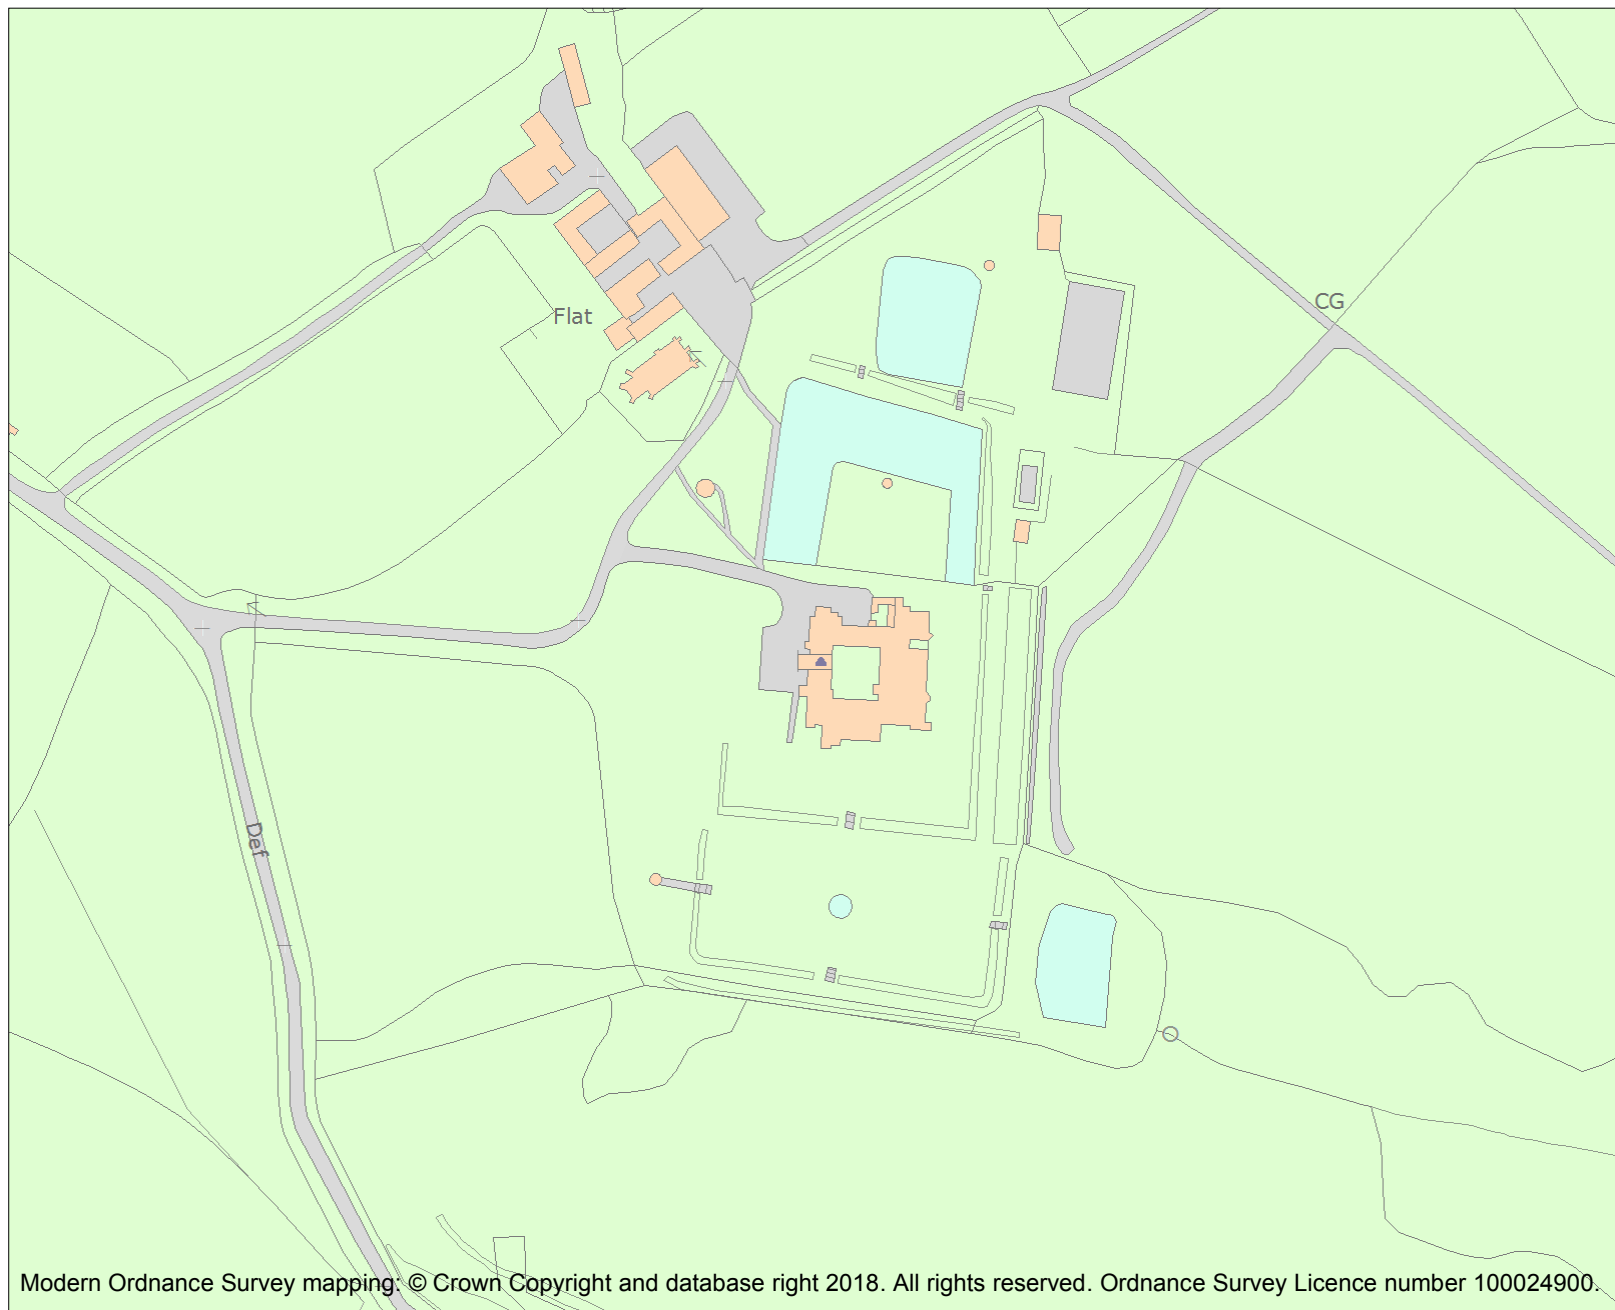 Flat
CG
Def
Modern Ordnance Survey mapping: © Crown Copyright and database right 2018. All rights reserved. Ordnance Survey Licence number 100024900.